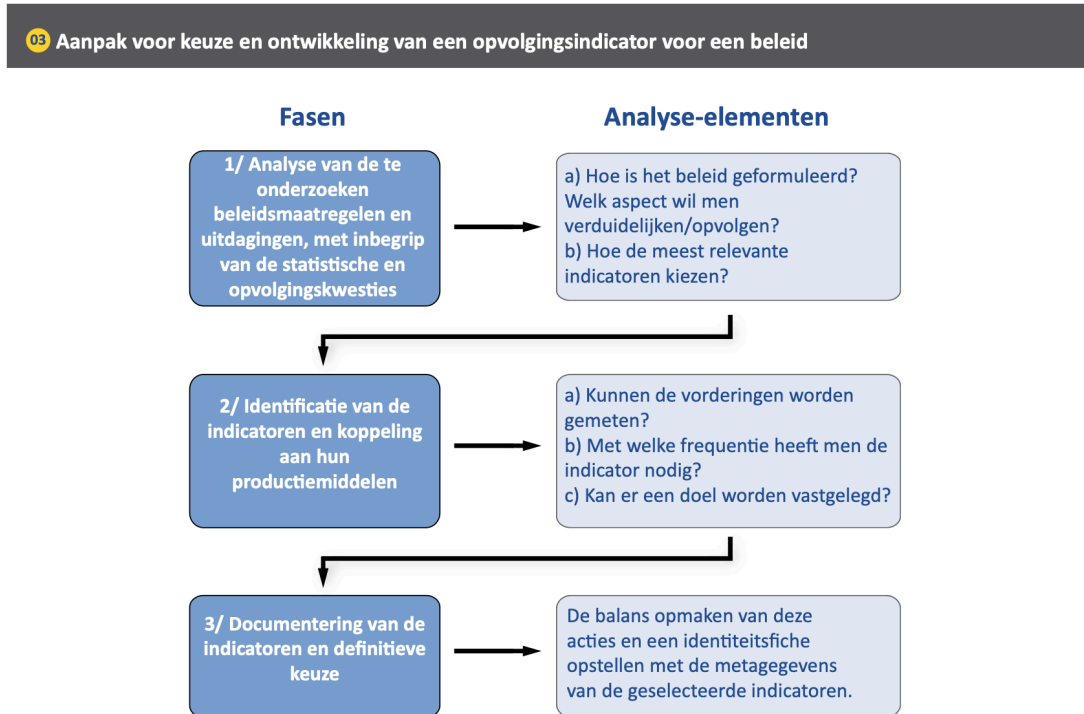 03 Aanpak voor keuze en ontwikkeling van een opvolgingsindicator voor een beleid
Fasen
Analyse-elementen
1/ Analyse van de te
onderzoeken
beleidsmaatregelen en
uitdagingen, met inbegrip
van de statistische en
opvolgingskwesties
a) Hoe is het beleid geformuleerd?
Welk aspect wil men
verduidelijken/opvolgen?
b) Hoe de meest relevante
indicatoren kiezen?
2/ Identificatie van de
indicatoren en koppeling
aan hun
productiemiddelen
a) Kunnen de vorderingen worden
gemeten?
b) Met welke frequentie heeft men de
indicator nodig?
c) Kan er een doel worden vastgelegd?
3/ Documentering van de
indicatoren en definitieve
keuze
De balans opmaken van deze
acties en een identiteitsfiche
opstellen met de metagegevens
van de geselecteerde indicatoren.